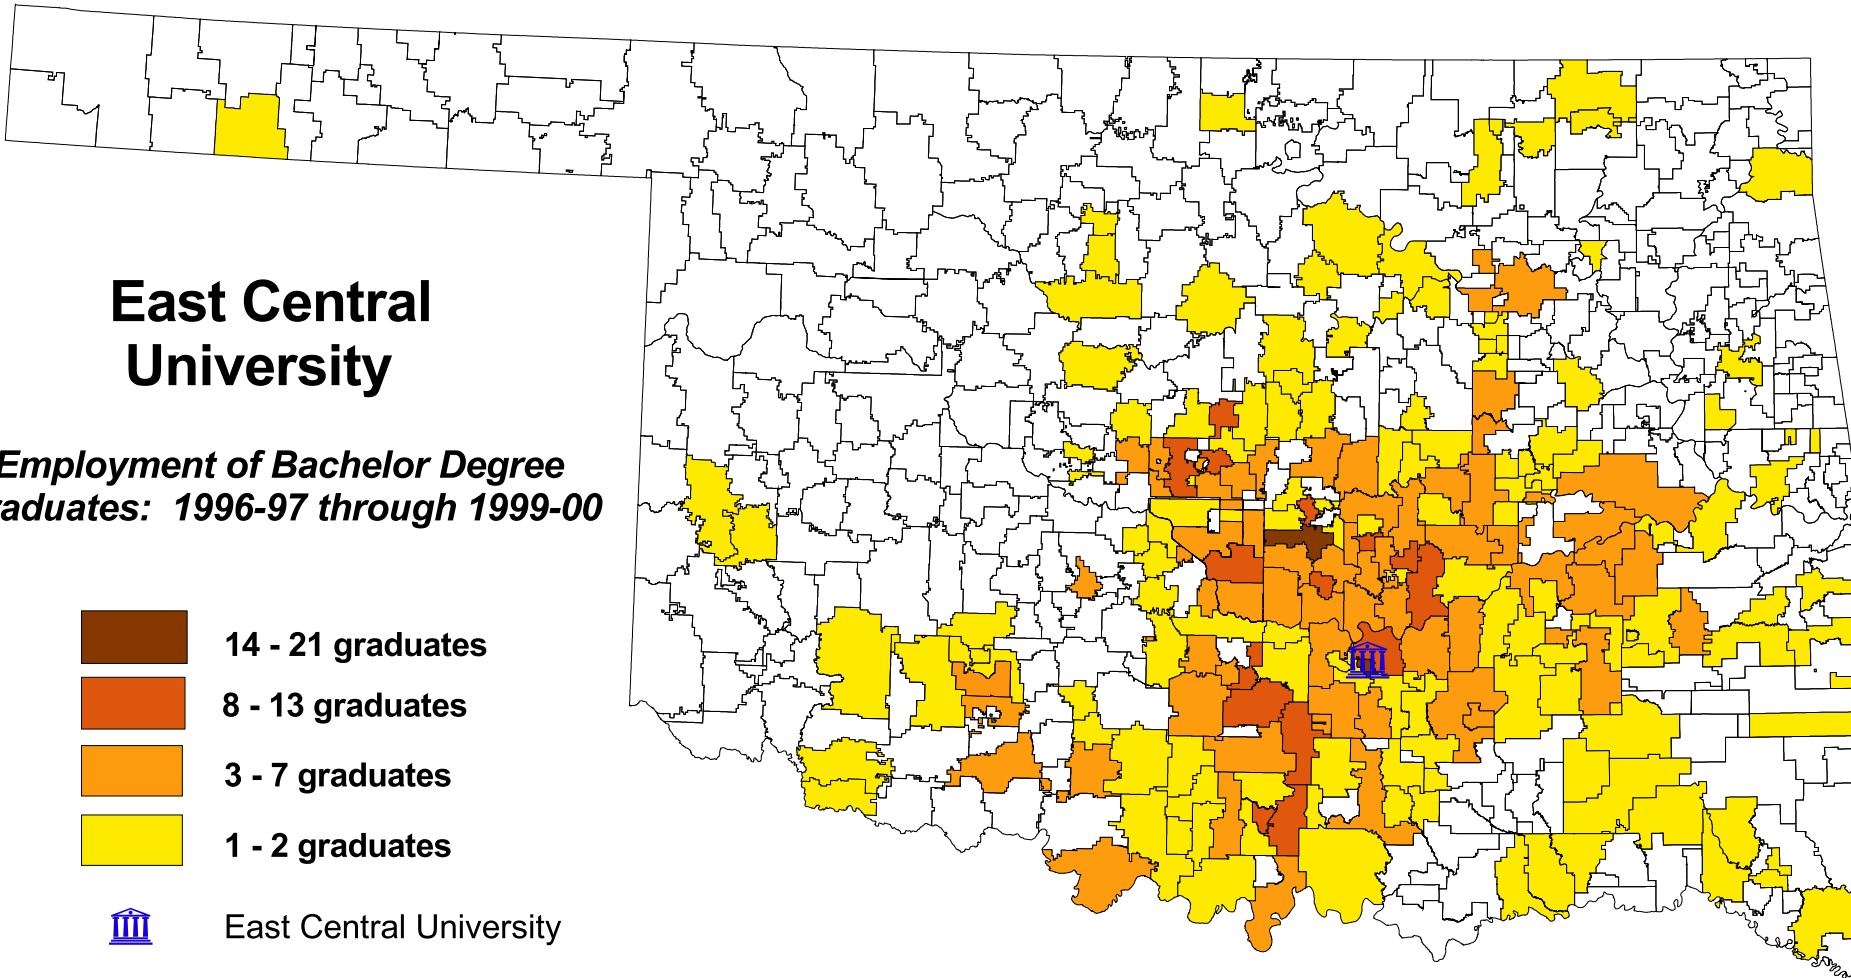 East Central
University
Employment of Bachelor Degree
raduates: 1996-97 through 1999-00
14 - 21 graduates
8 - 13 graduates
3 - 7 graduates
1 - 2 graduates
East Central University